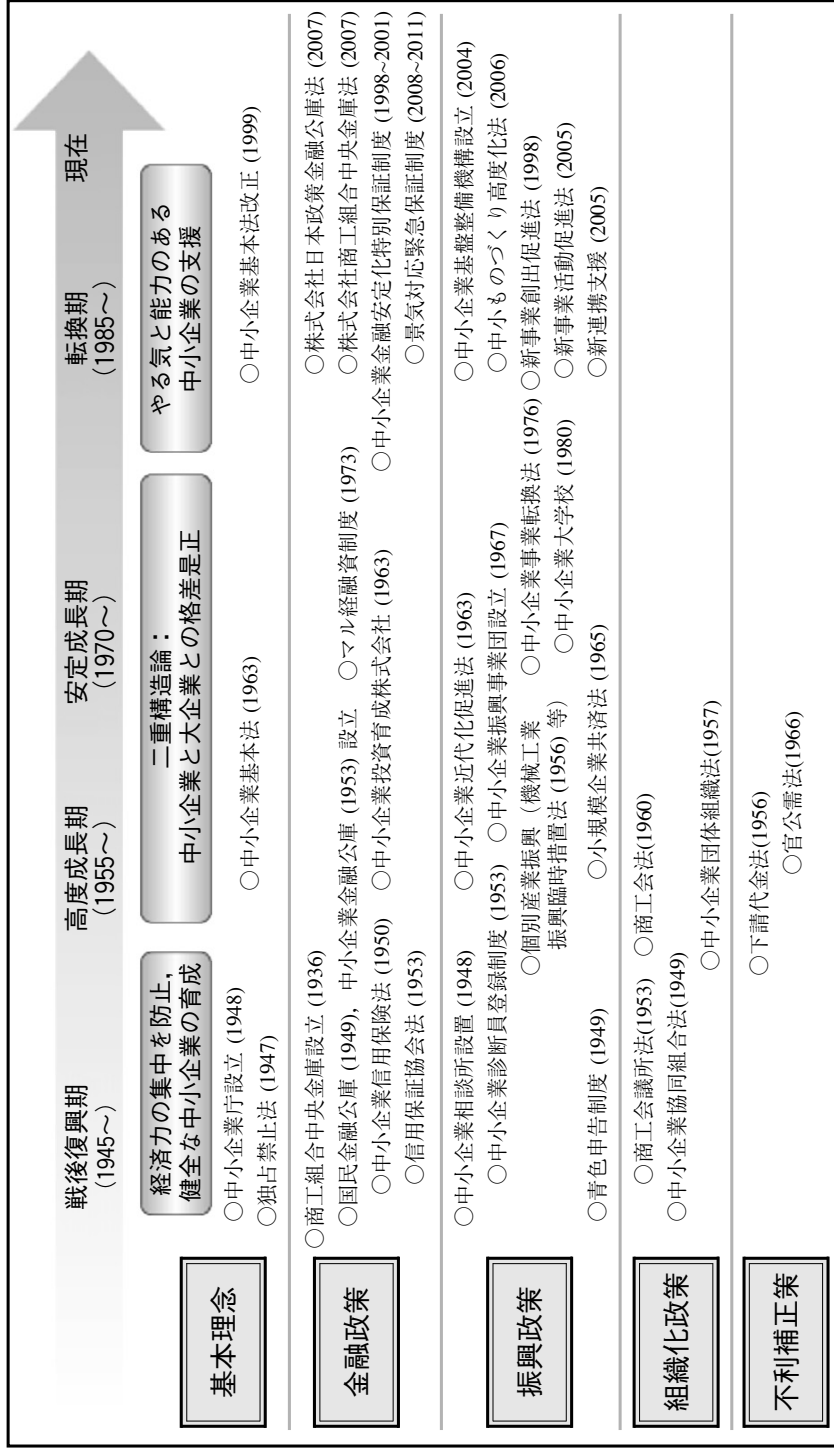 戦後復興期
(1945~)
高度成長期
(1955~)
安定成長期
(1970~)
転換期
(1985~)
現在
経済力の集中を防止,
健全な中小企業の育成
二重構造論:
中小企業と大企業との格差是正
やる気と能力のある
中小企業の支援
基本理念
○中小企業庁設立 (1948)
○独占禁止法 (1947)
○中小企業基本法 (1963)
○中小企業基本法改正 (1999)
金融政策
○商工組合中央金庫設立 (1936)
○国民金融公庫 (1949), 中小企業金融公庫 (1953) 設立
○マル経融資制度 (1973)
○中小企業信用保険法 (1950)
○中小企業投資育成株式会社 (1963)
○信用保証協会法 (1953)
○株式会社日本政策金融公庫法 (2007)
○株式会社商工組合中央金庫法 (2007)
○中小企業金融安定化特別保証制度 (1998~2001)
○景気対応緊急保証制度 (2008~2011)
振興政策
○中小企業相談所設置 (1948)
○中小企業近代化促進法 (1963)
○中小企業基盤整備機構設立 (2004)
○中小企業診断員登録制度 (1953)
○中小企業振興事業団設立 (1967)
○中小ものづくり高度化法 (2006)
○個別産業振興(機械工業
振興臨時措置法 (1956) 等)
○中小企業事業転換法 (1976)
○新事業創出促進法 (1998)
○中小企業大学校 (1980)
○新事業活動促進法 (2005)
○青色申告制度 (1949)
○小規模企業共済法 (1965)
○新連携支援 (2005)
組織化政策
○商工会議所法(1953)
○商工会法(1960)
○中小企業協同組合法(1949)
○中小企業団体組織法(1957)
不利補正策
○下請代金法(1956)
○官公需法(1966)